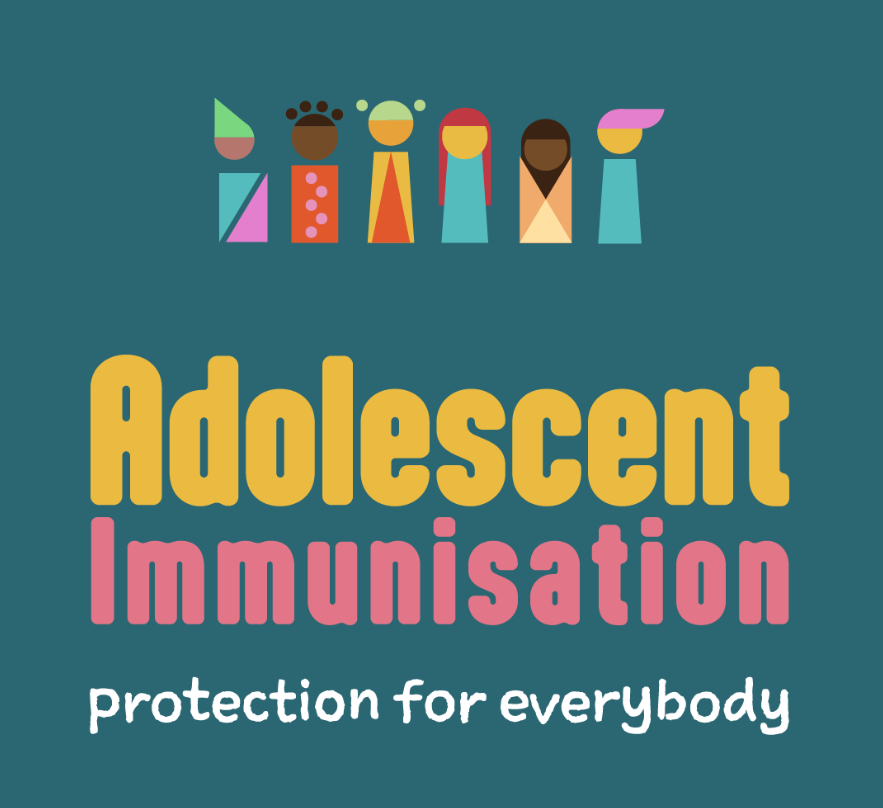 Adolescent
Immunisation
protection for everybody